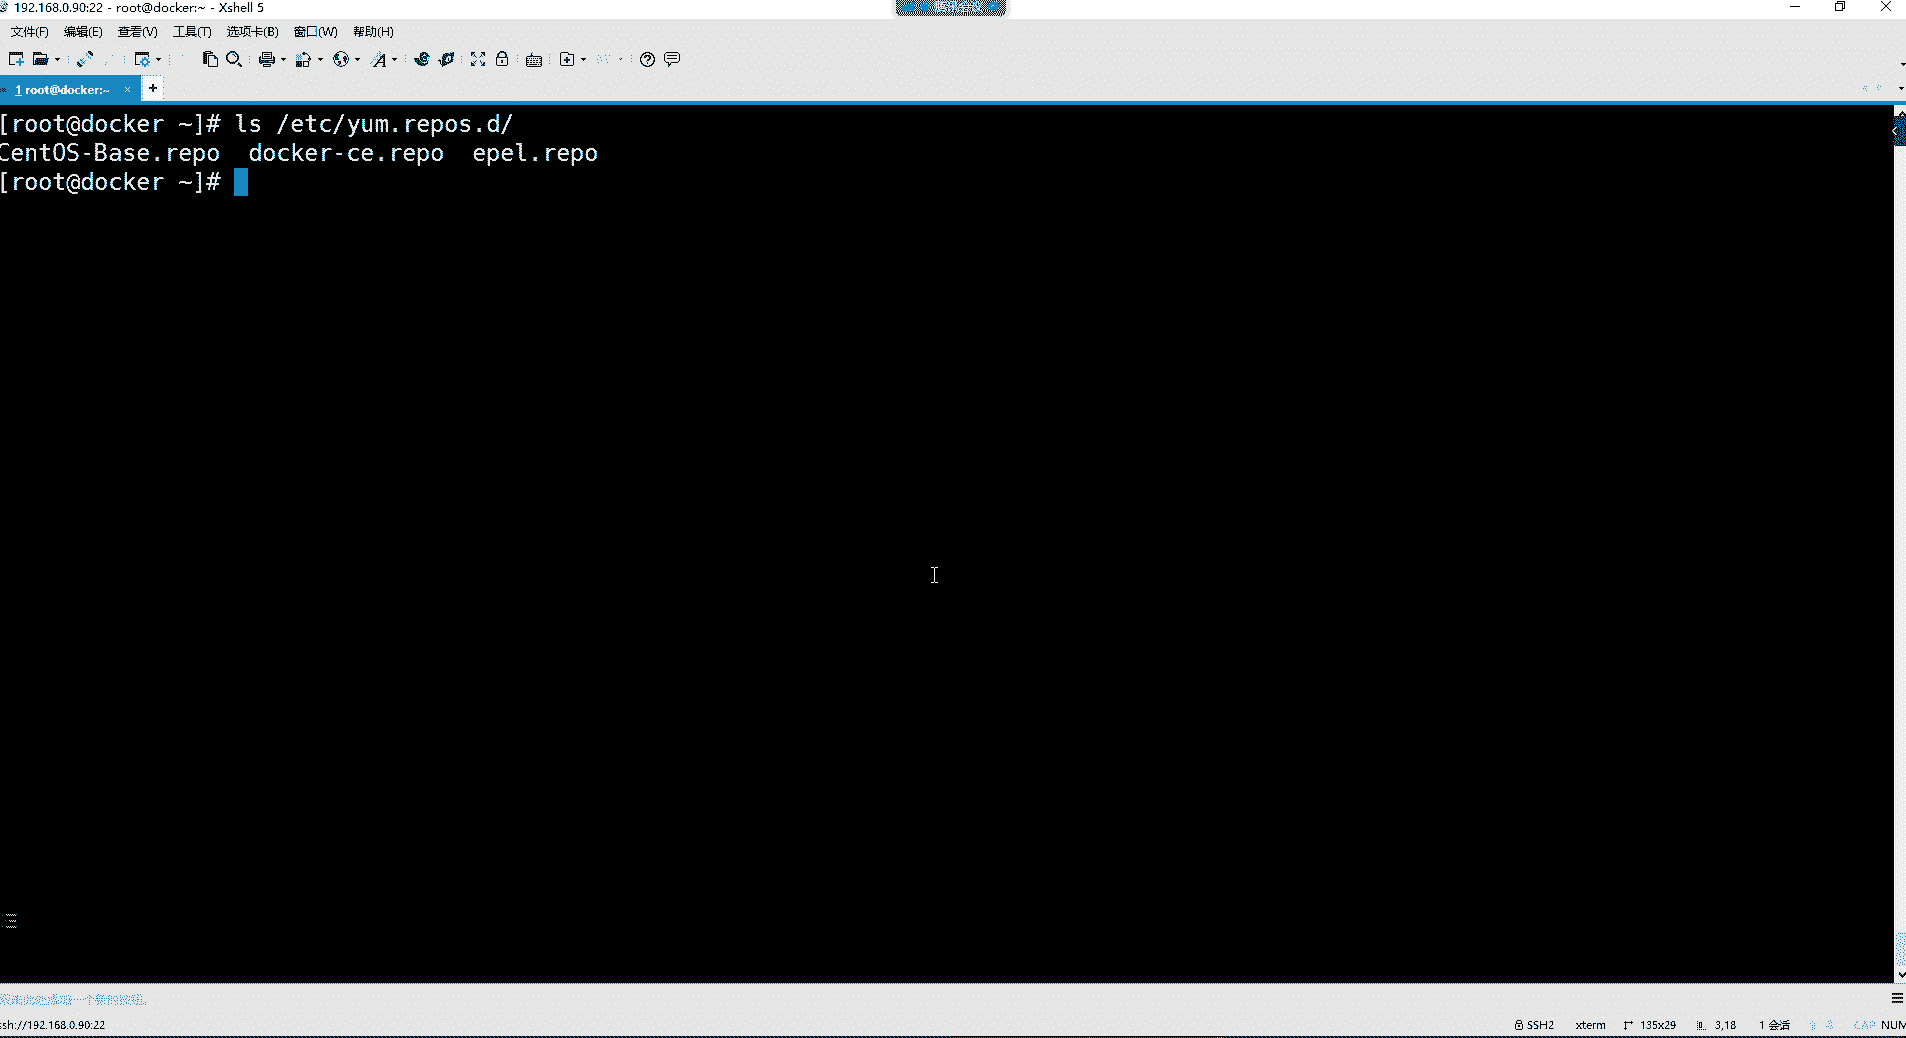 192.168.0.90:22 - root@docker:~ - Xshell 5
文件(F) 编辑(E) 查看(V) 工具(T) 选项卡(B) 窗口(W) 帮助(H)
1 root@docker:~ × +
[root@docker ~]# ls /etc/yum.repos.d/
CentOS-Base.repo docker-ce.repo epel.repo
[root@docker ~]#
ssh://192.168.0.90:22 SSH2 xterm 135x29 3,18 1 会话 CAP NUM